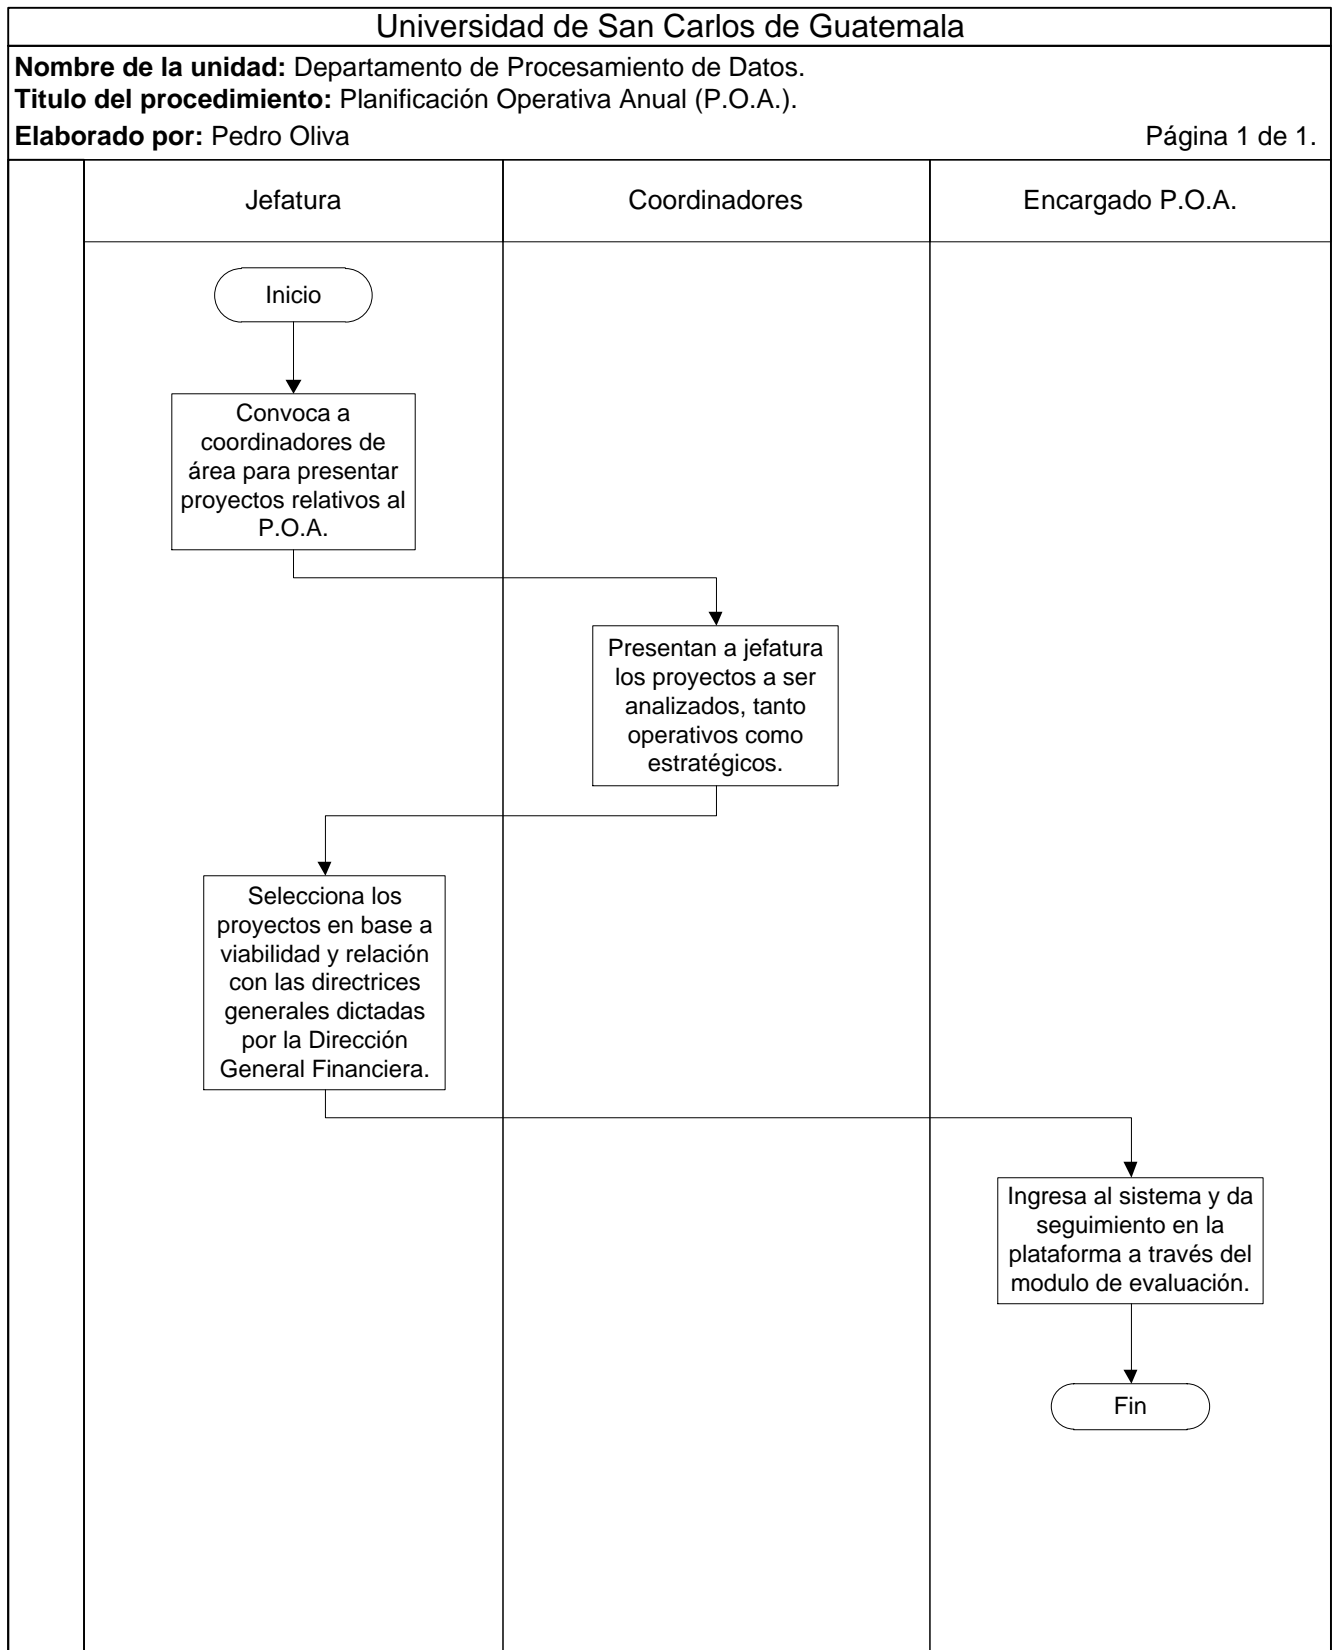 Universidad de San Carlos de Guatemala
Nombre de la unidad: Departamento de Procesamiento de Datos.
Titulo del procedimiento: Planificación Operativa Anual (P.O.A.).
Elaborado por: Pedro Oliva Página 1 de 1.
Jefatura Coordinadores Encargado P.O.A.
Inicio
Convoca a
coordinadores de
área para presentar
proyectos relativos al
P.O.A.
Presentan a jefatura
los proyectos a ser
analizados, tanto
operativos como
estratégicos.
Selecciona los
proyectos en base a
viabilidad y relación
con las directrices
generales dictadas
por la Dirección
General Financiera.
Ingresa al sistema y da
seguimiento en la
plataforma a través del
modulo de evaluación.
Fin